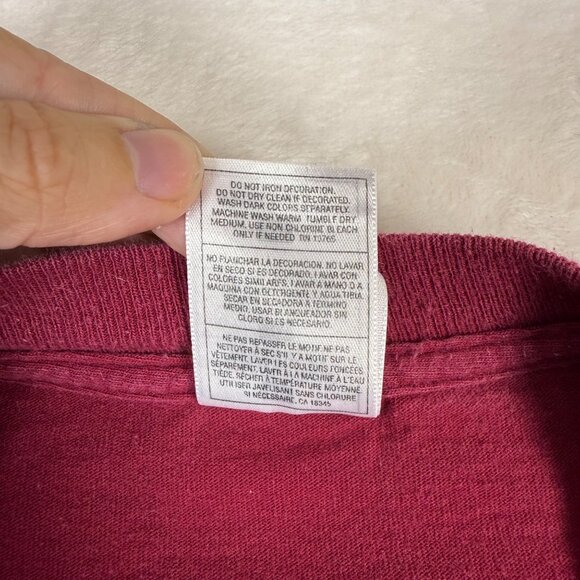 DO NOT IRON DECORATION.
DO NOT DRY CLEAN IF DECORATED.
WASH DARK COLORS SEPARATELY.
MACHINE WASH WARM TUMBLE DRY
MEDIUM. USE NON CHLORINE BLEACH
ONLY IF NEEDED RN 13765
NO PLANCHAR LA DECORACION. NO LAVAR
EN SECO SI ES DECORADO. LAVAR EN
COLORES SIMILARES. LAVAR A MANO O A
MAQUINA CON DETERGENTE Y AGUA TIBIA.
SECAR EN SECADORA A TERMINO
MEDIO. USAR BLANQUEADOR SIN
CLORO SI ES NECESARIO.
NE PAS REPASSER LE MOTIF. NE PAS
NETTOYER À SEC S'IL Y A MOTIF SUR LE
VÊTEMENT. LAVER LES COULEURS FONCÉES
SÉPAREMENT. LAVER À LA MACHINE À L'EAU
TIÈDE. SÉCHER À TEMPÉRATURE MOYENNE.
UTILISER JAVELISANT SANS CHLORURE
SI NÉCESSAIRE. CA 18345